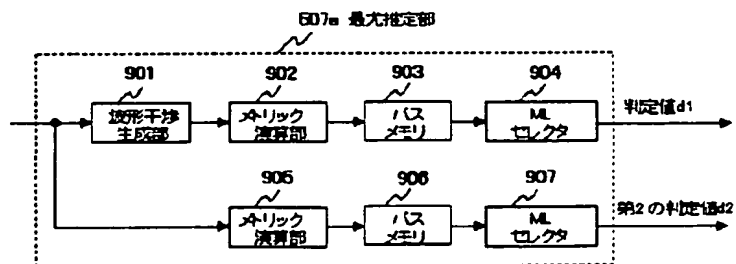 607a 最尤推定部
901 902 903 904
波形干渉
生成部
メトリック
演算部
パス
メモリ
ML
セレクタ
判定値d1
905 906 907
メトリック
演算部
パス
メモリ
ML
セレクタ
第2の判定値d2